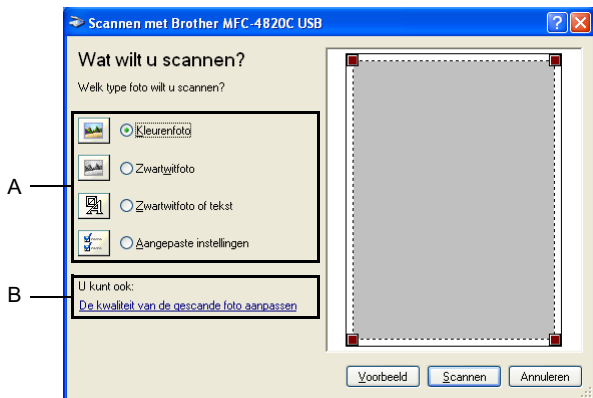 Scannen met Brother MFC-4820C USB
Wat wilt u scannen?
Welk type foto wilt u scannen?
A
Kleurenfoto
Zwartwitfoto
Zwartwitfoto of tekst
Aangepaste instellingen
B
U kunt ook:
De kwaliteit van de gescande foto aanpassen
Voorbeeld
Scannen
Annuleren